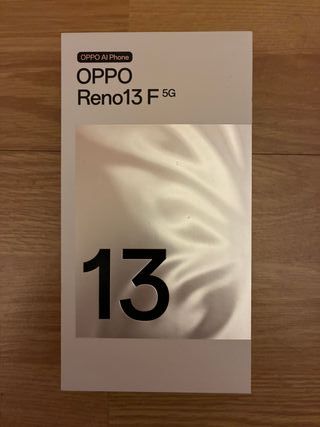 OPPO AI Phone
OPPO
Reno13 F 5G
13